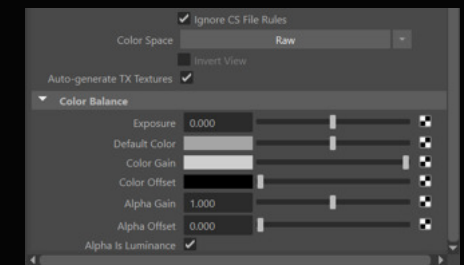 Ignore CS File Rules
Color Space Raw
Invert View
Auto-generate TX Textures
Color Balance
Exposure 0.000
Default Color
Color Gain
Color Offset
Alpha Gain 1.000
Alpha Offset 0.000
Alpha Is Luminance